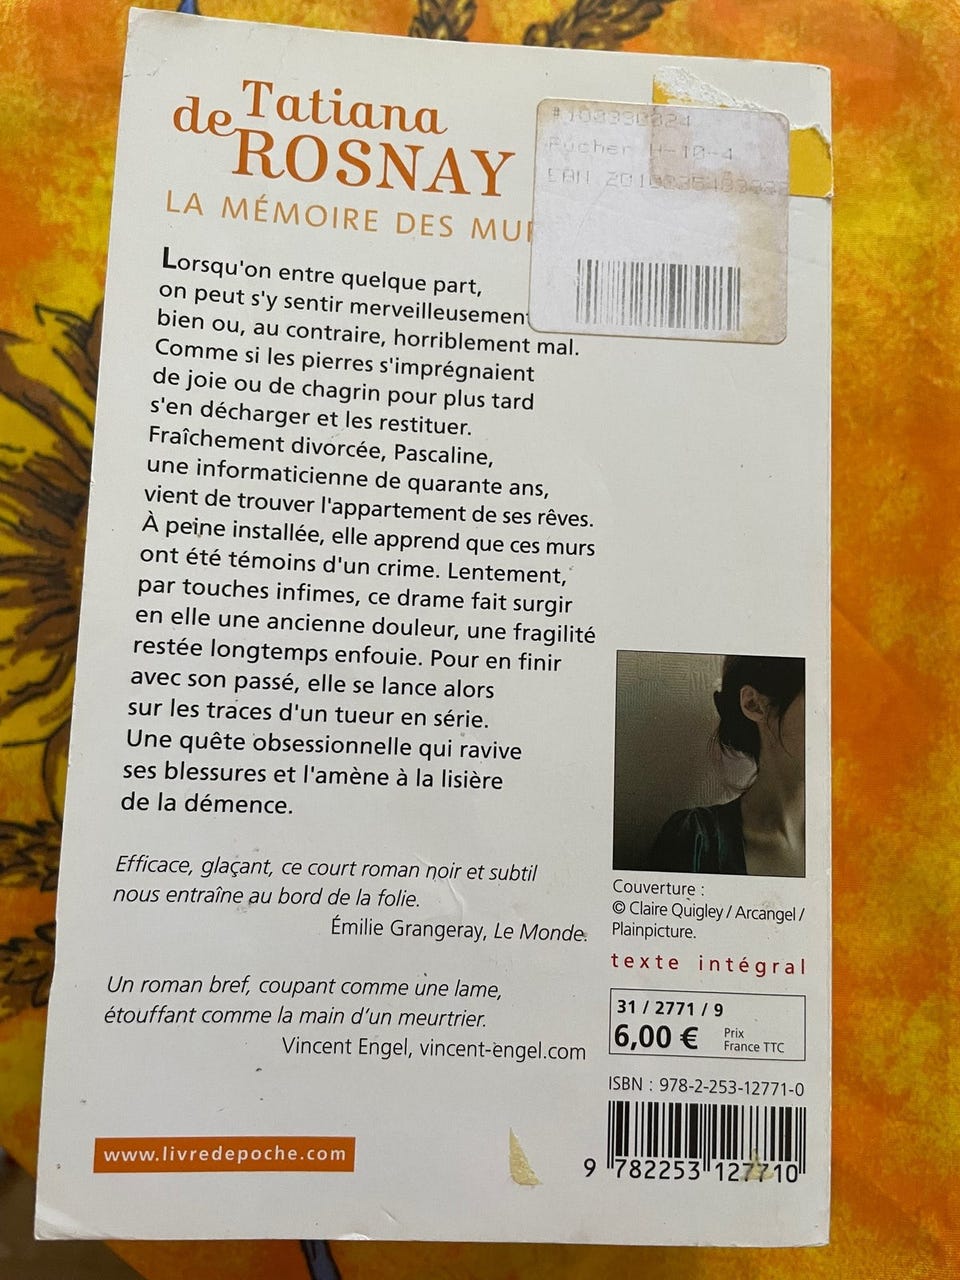 Tatiana
de ROSNAY
LA MÉMOIRE DES MUR
#100330024
Bücher H-10-4
EAN
Lorsqu'on entre quelque part,
on peut s'y sentir merveilleusement
bien ou, au contraire, horriblement mal.
Comme si les pierres s'imprégnaient
de joie ou de chagrin pour plus tard
s'en décharger et les restituer.
Fraîchement divorcée, Pascaline,
une informaticienne de quarante ans,
vient de trouver l'appartement de ses rêves.
À peine installée, elle apprend que ces murs
ont été témoins d'un crime. Lentement,
par touches infimes, ce drame fait surgir
en elle une ancienne douleur, une fragilité
restée longtemps enfouie. Pour en finir
avec son passé, elle se lance alors
sur les traces d'un tueur en série.
Une quête obsessionnelle qui ravive
ses blessures et l'amène à la lisière
de la démence.
Efficace, glaçant, ce court roman noir et subtil
nous entraîne au bord de la folie.
Émilie Grangeray, Le Monde.
Un roman bref, coupant comme une lame,
étouffant comme la main d'un meurtrier.
Vincent Engel, vincent-engel.com
www.livredepoche.com
Couverture :
© Claire Quigley / Arcangel /
Plainpicture.
texte intégral
31 / 2771 / 9
6,00 € Prix
France TTC
ISBN : 978-2-253-12771-0
9 782253 127710